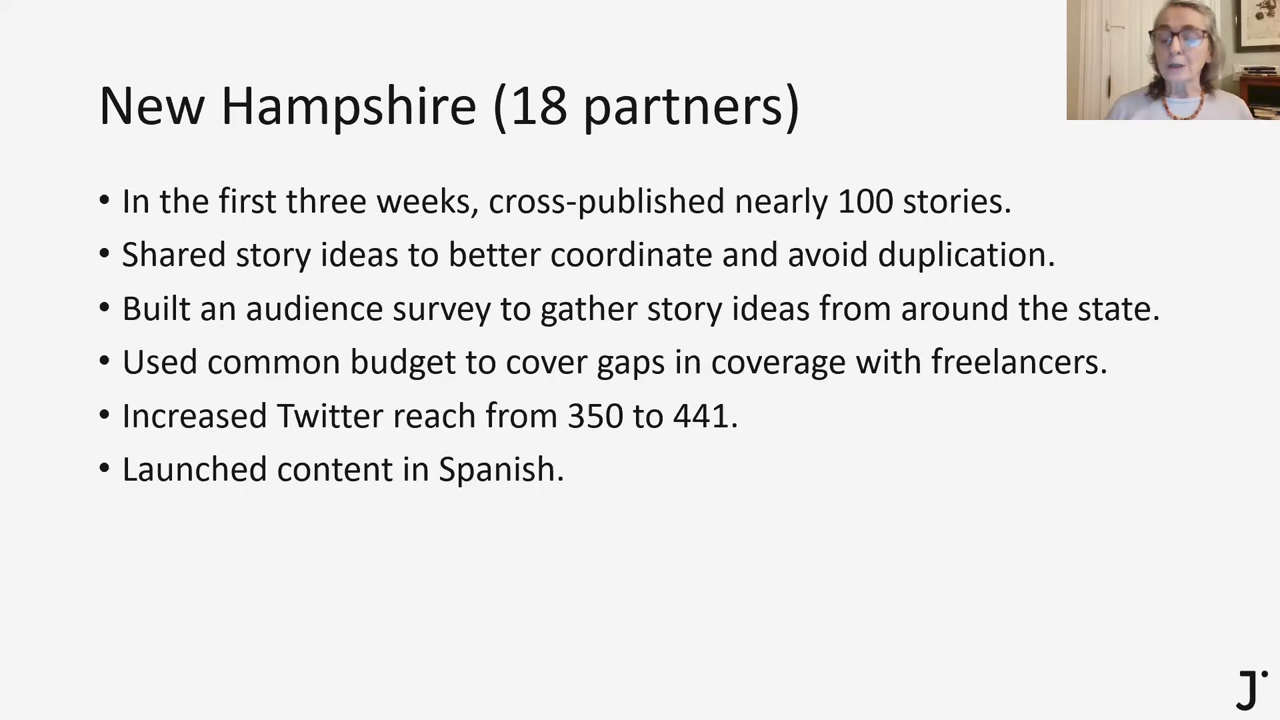 New Hampshire (18 partners)
• In the first three weeks, cross-published nearly 100 stories.
• Shared story ideas to better coordinate and avoid duplication.
• Built an audience survey to gather story ideas from around the state.
• Used common budget to cover gaps in coverage with freelancers.
• Increased Twitter reach from 350 to 441.
• Launched content in Spanish.
J